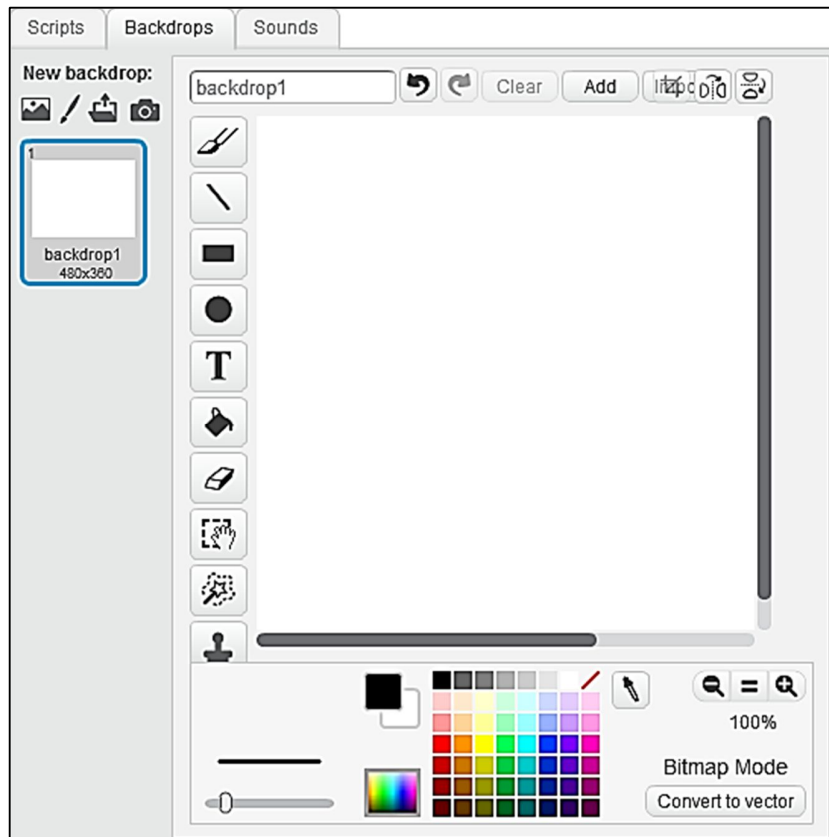 Scripts Backdrops Sounds
New backdrop:
backdrop1 Clear Add
1
backdrop1
480x360
T
100%
Bitmap Mode
Convert to vector